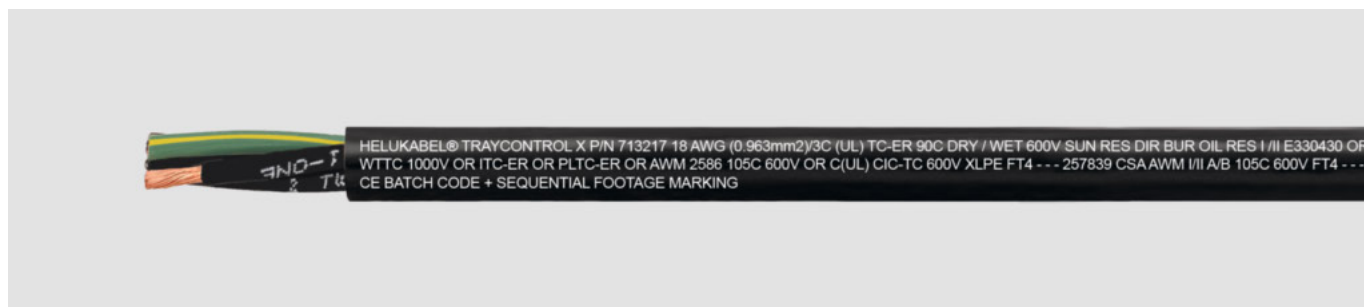 HELUKABEL® TRAYCONTROL X P/N 713217 18 AWG (0.963mm2)/3C (UL) TC-ER 90C DRY / WET 600V SUN RES DIR BUR OIL RES I /II E330430 OR
WTTC 1000V OR ITC-ER OR PLTC-ER OR AWM 2586 105C 600V OR C(UL) CIC-TC 600V XLPE FT4 - - - 257839 CSA AWM I/II A/B 105C 600V FT4 - - -
CE BATCH CODE + SEQUENTIAL FOOTAGE MARKING